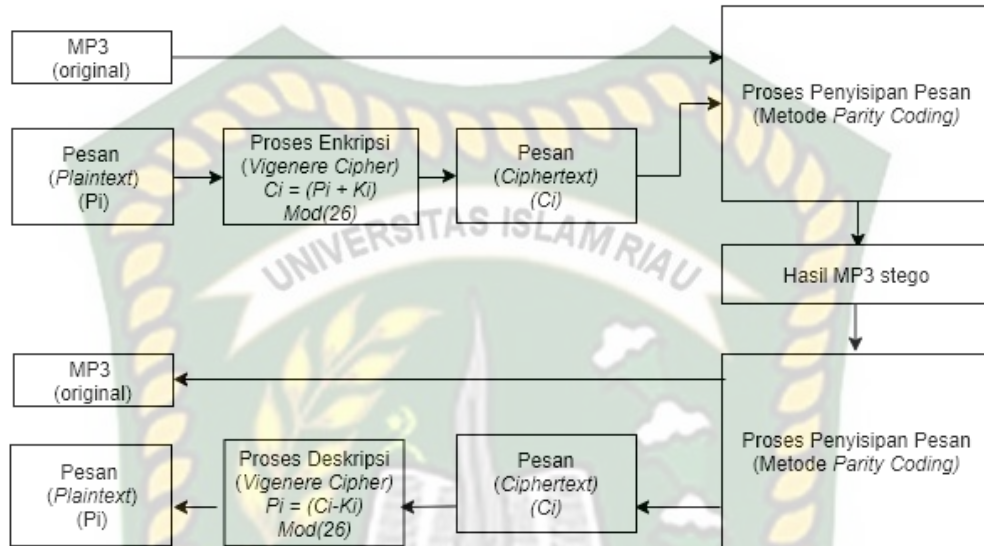 MP3
(original)
Proses Penyisipan Pesan
(Metode Parity Coding)
Pesan
(Plaintext)
(Pi)
Proses Enkripsi
(Vigenere Cipher)
Ci = (Pi + Ki)
Mod(26)
Pesan
(Ciphertext)
(Ci)
UNIVERSITAS ISLAM RIAU
Hasil MP3 stego
MP3
(original)
Proses Penyisipan Pesan
(Metode Parity Coding)
Pesan
(Ciphertext)
(Ci)
Proses Deskripsi
(Vigenere Cipher)
Pi = (Ci-Ki)
Mod(26)
Pesan
(Plaintext)
(Pi)